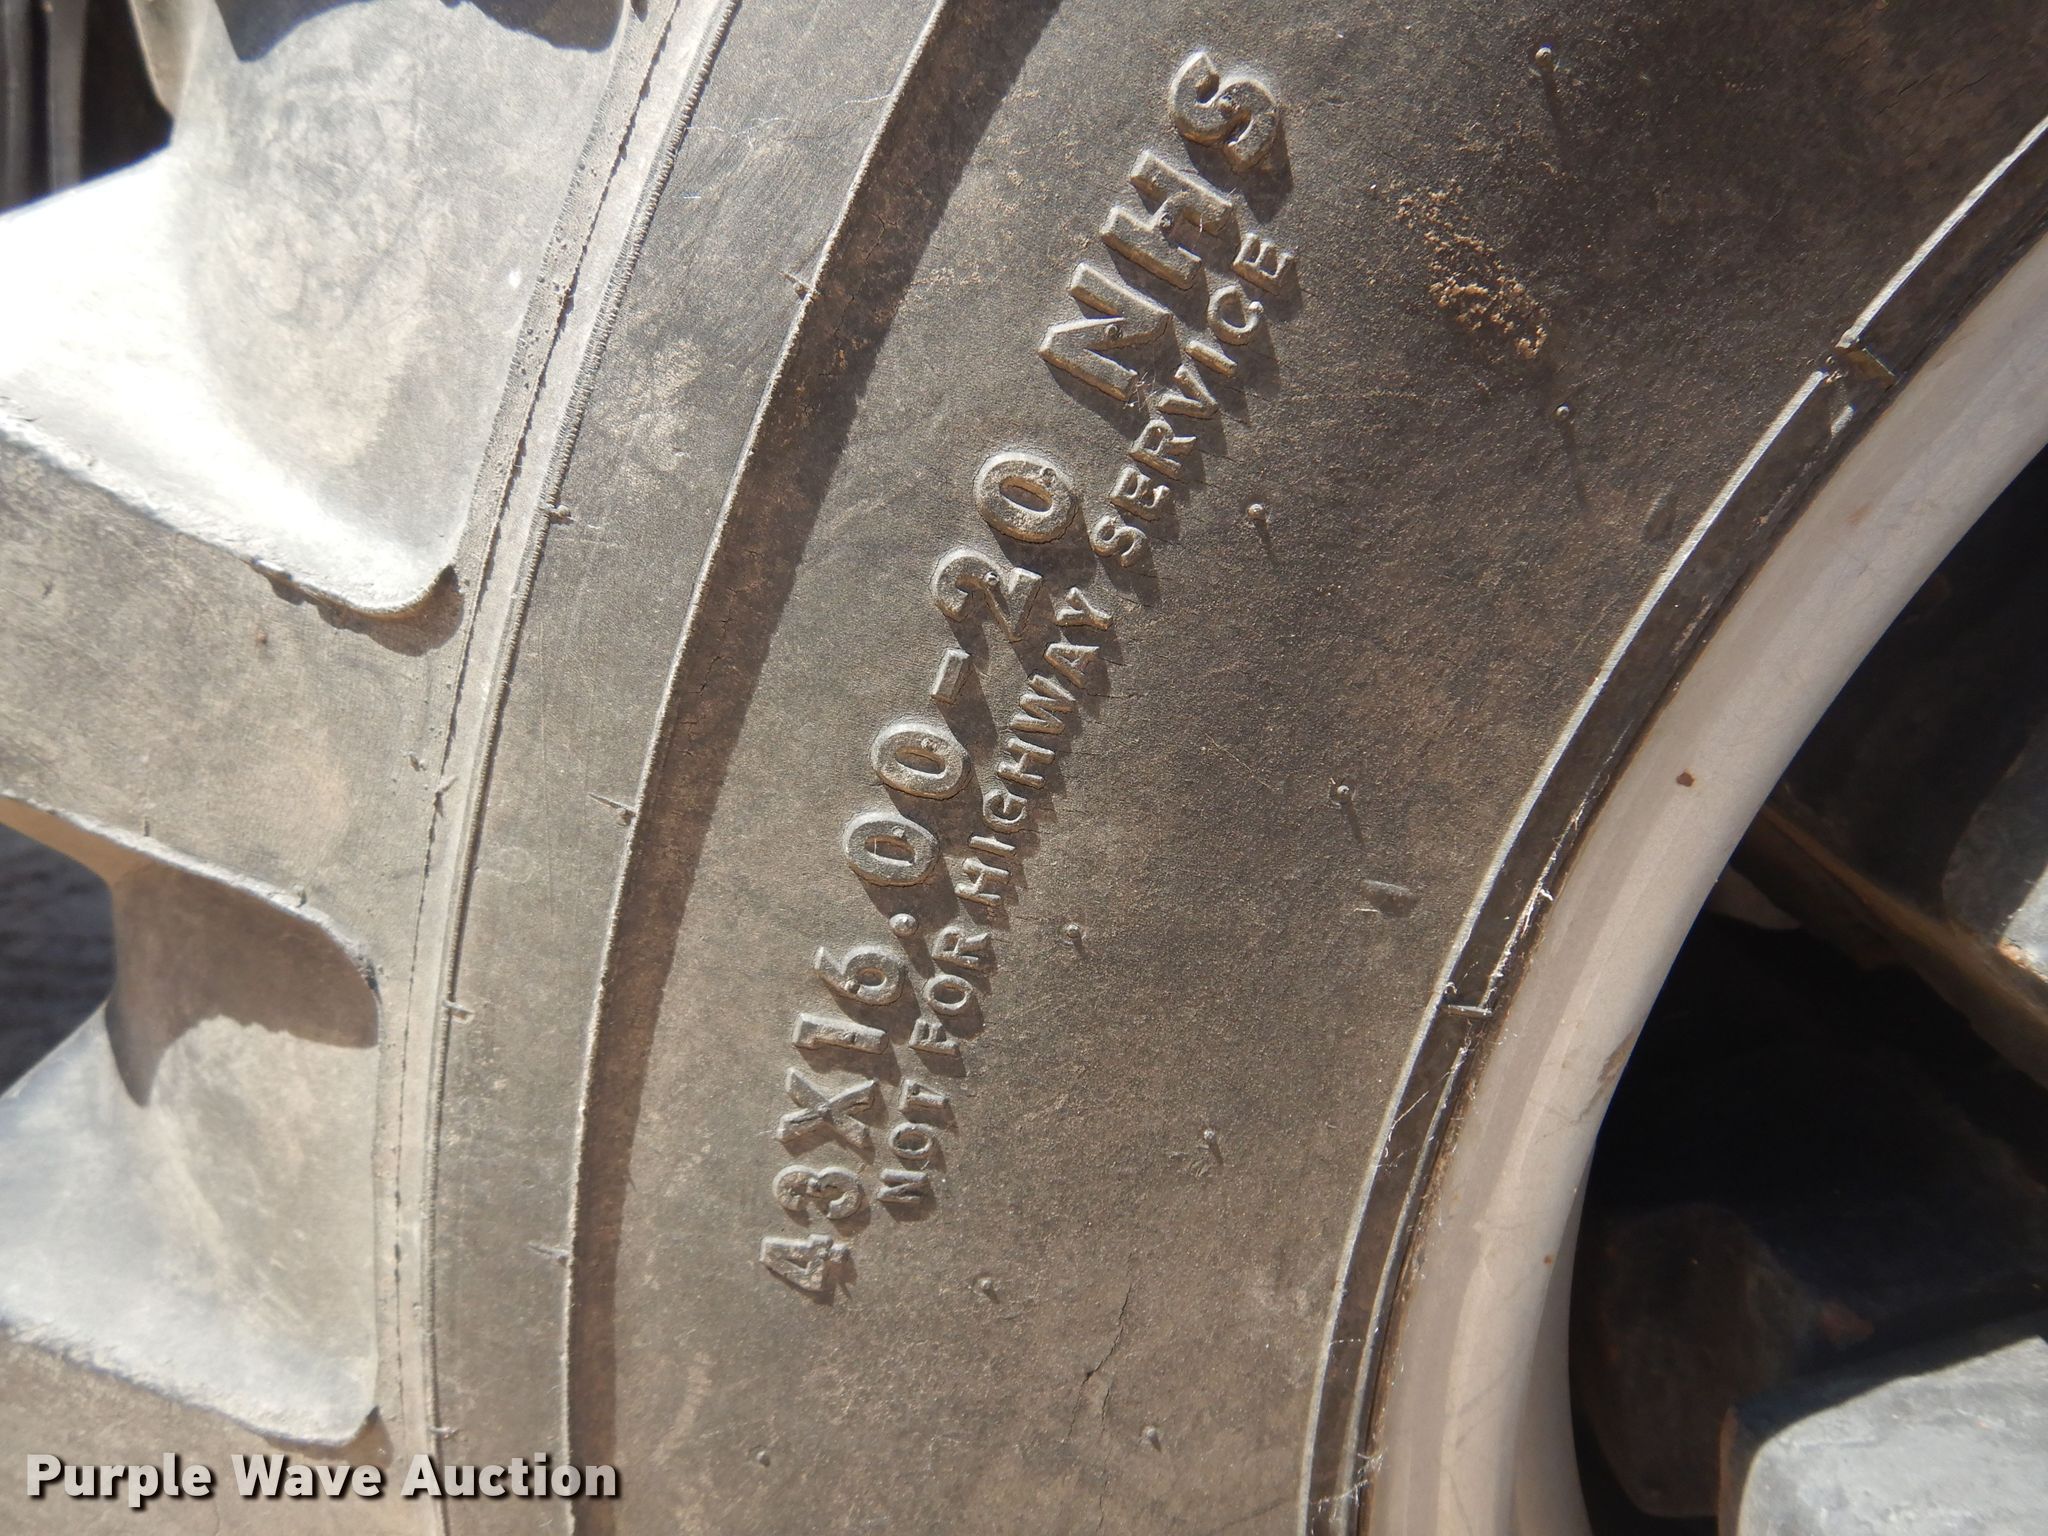 43X16.00-20 NHS
NOT FOR HIGHWAY SERVICE
Purple Wave Auction